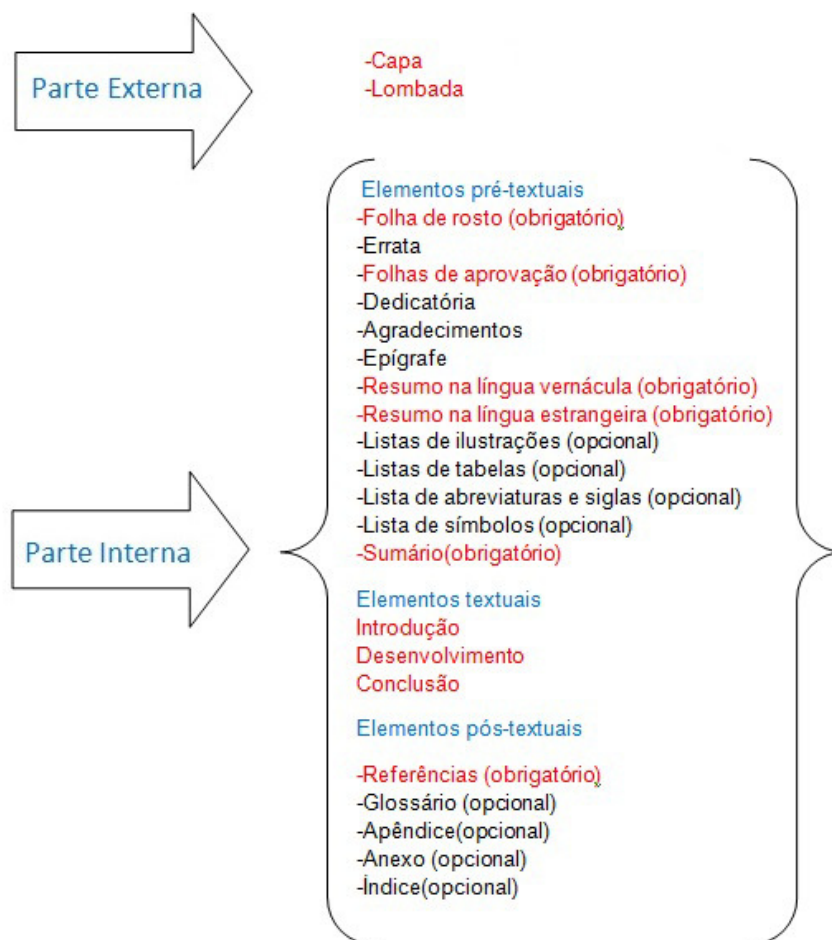 Parte Externa
-Capa
-Lombada
Parte Interna
Elementos pré-textuais
-Folha de rosto (obrigatório)
-Errata
-Folhas de aprovação (obrigatório)
-Dedicatória
-Agradecimentos
-Epígrafe
-Resumo na língua vernácula (obrigatório)
-Resumo na língua estrangeira (obrigatório)
-Listas de ilustrações (opcional)
-Listas de tabelas (opcional)
-Lista de abreviaturas e siglas (opcional)
-Lista de símbolos (opcional)
-Sumário(obrigatório)
Elementos textuais
Introdução
Desenvolvimento
Conclusão
Elementos pós-textuais
-Referências (obrigatório)
-Glossário (opcional)
-Apêndice(opcional)
-Anexo (opcional)
-Índice(opcional)